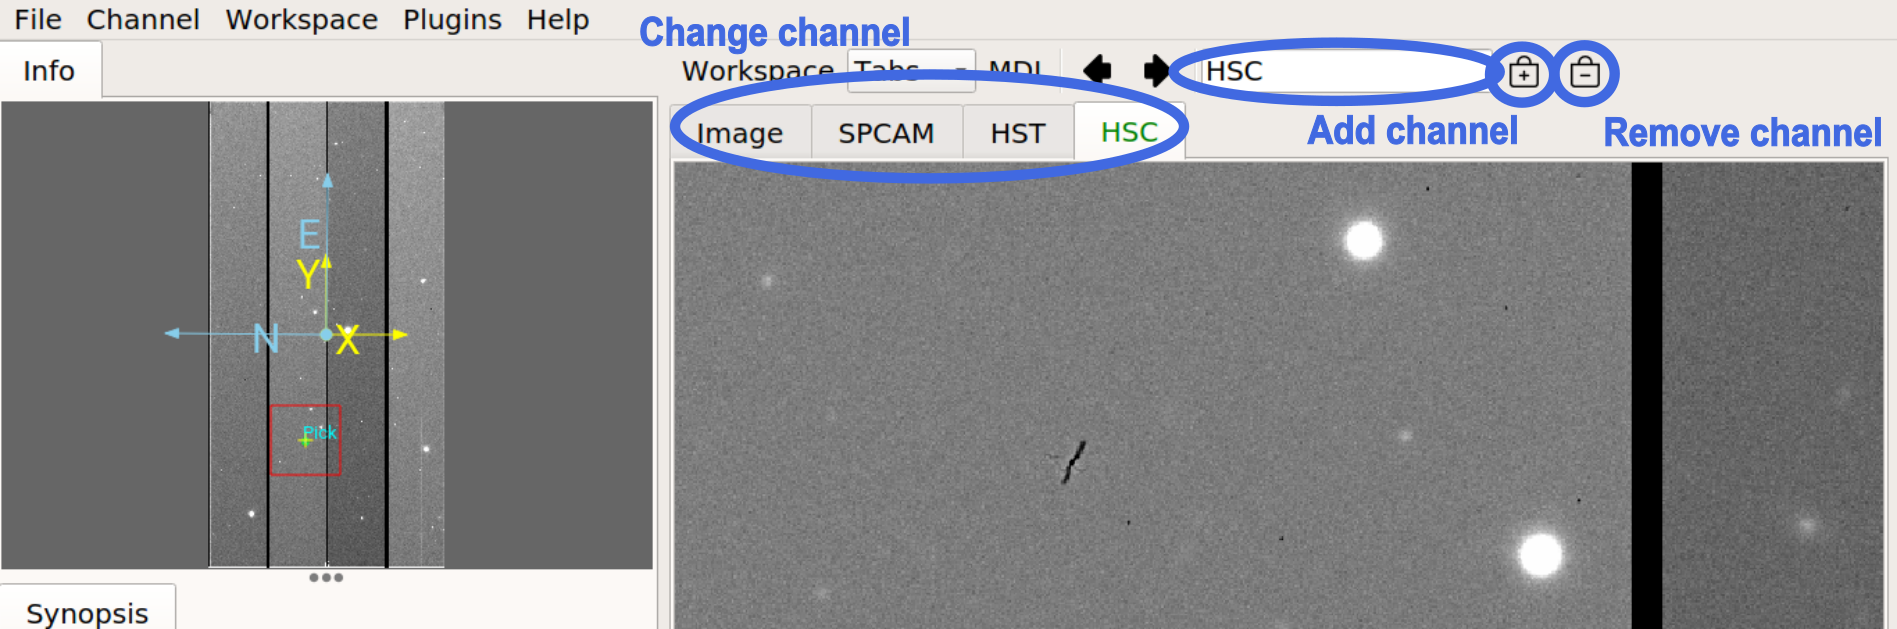 File Channel Workspace Plugins Help
Change channel
Info
Workspace Tabs MDI HSC
Image SPCAM HST HSC
Add channel
Remove channel
E
Y
N X
Pick
Synopsis